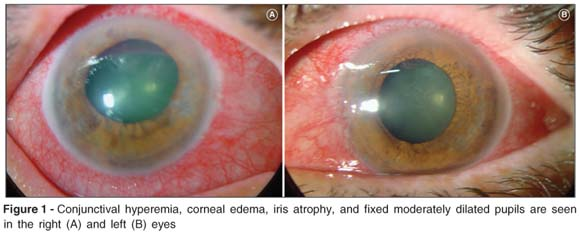 A
B
Figure 1 - Conjunctival hyperemia, corneal edema, iris atrophy, and fixed moderately dilated pupils are seen
in the right (A) and left (B) eyes